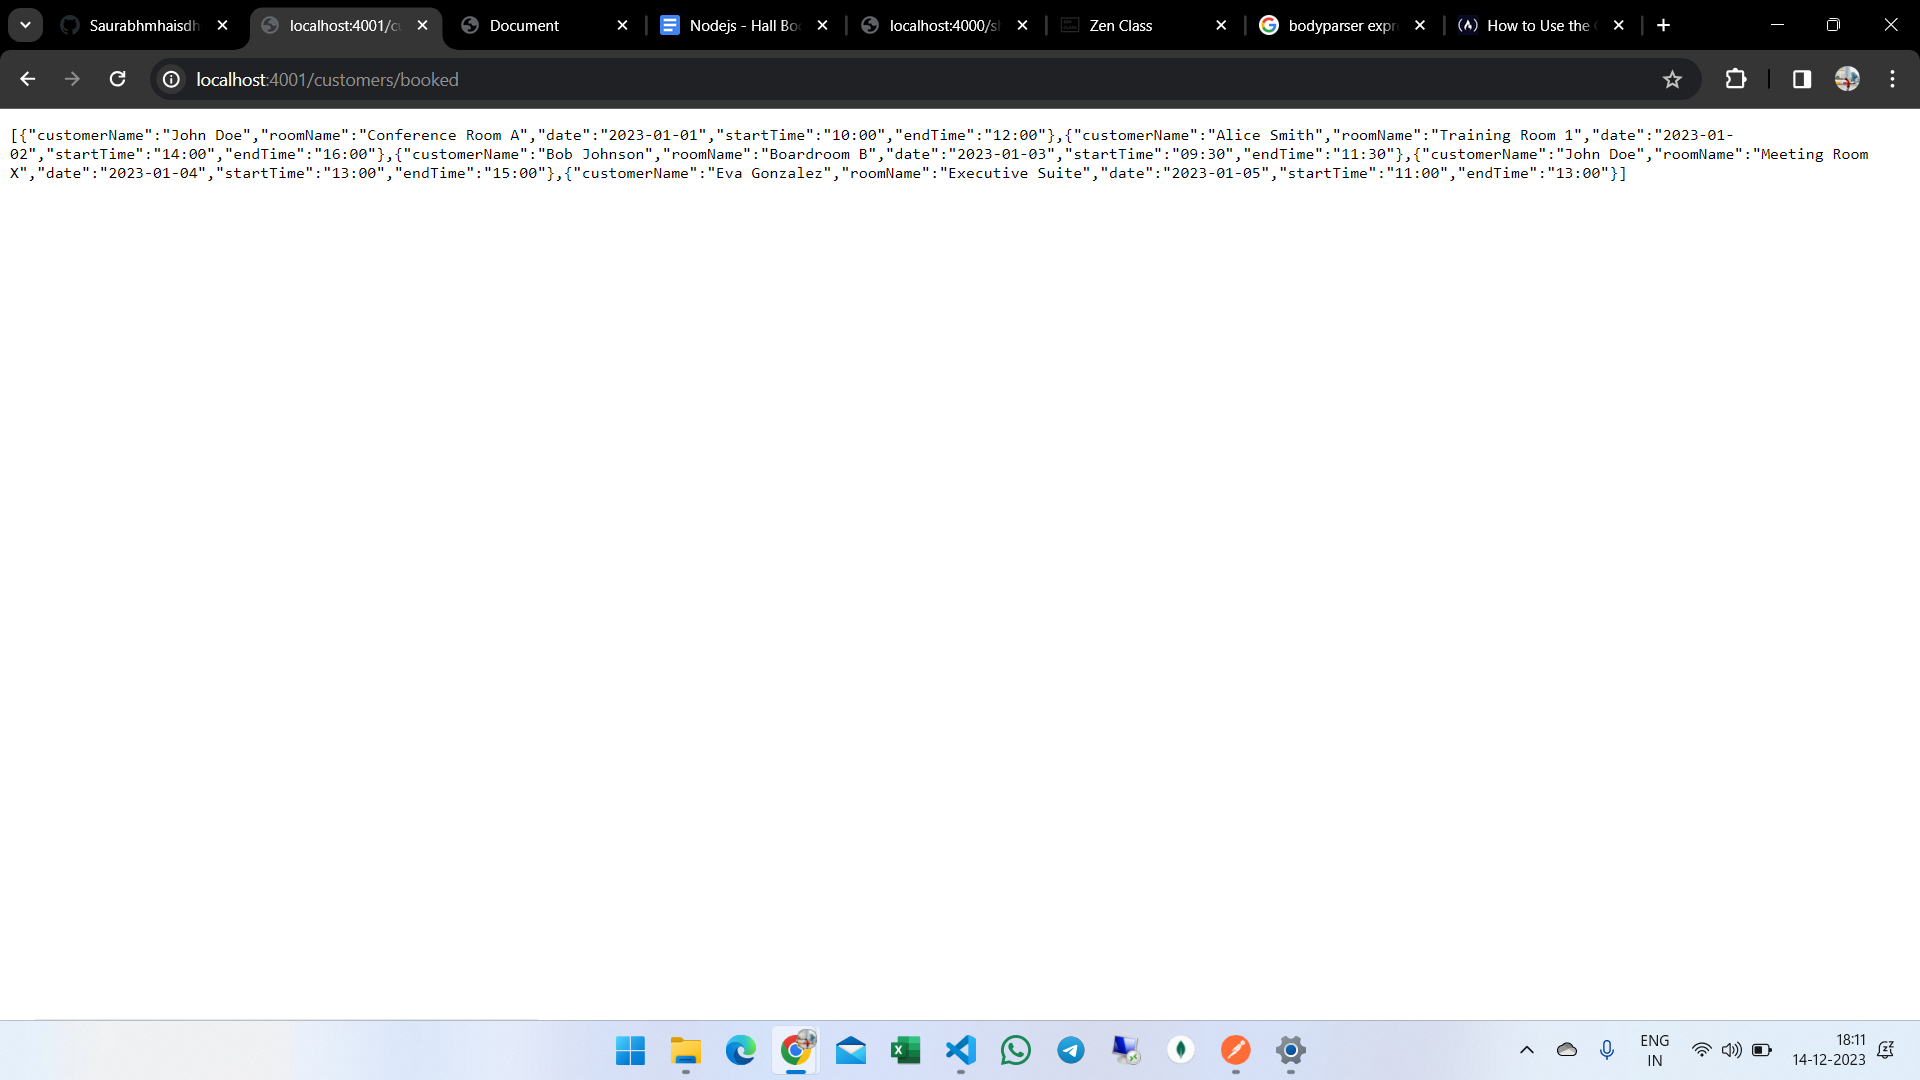 Saurabhmhaisdh
localhost:4001/cu
Document
Nodejs - Hall Boo
localhost:4000/sh
Zen Class
bodyparser expre
How to Use the
localhost:4001/customers/booked
[{"customerName":"John Doe","roomName":"Conference Room A","date":"2023-01-01","startTime":"10:00","endTime":"12:00"},{"customerName":"Alice Smith","roomName":"Training Room 1","date":"2023-01-
02","startTime":"14:00","endTime":"16:00"},{"customerName":"Bob Johnson","roomName":"Boardroom B","date":"2023-01-03","startTime":"09:30","endTime":"11:30"},{"customerName":"John Doe","roomName":"Meeting Room
X","date":"2023-01-04","startTime":"13:00","endTime":"15:00"},{"customerName":"Eva Gonzalez","roomName":"Executive Suite","date":"2023-01-05","startTime":"11:00","endTime":"13:00"}]
ENG
IN
18:11
14-12-2023